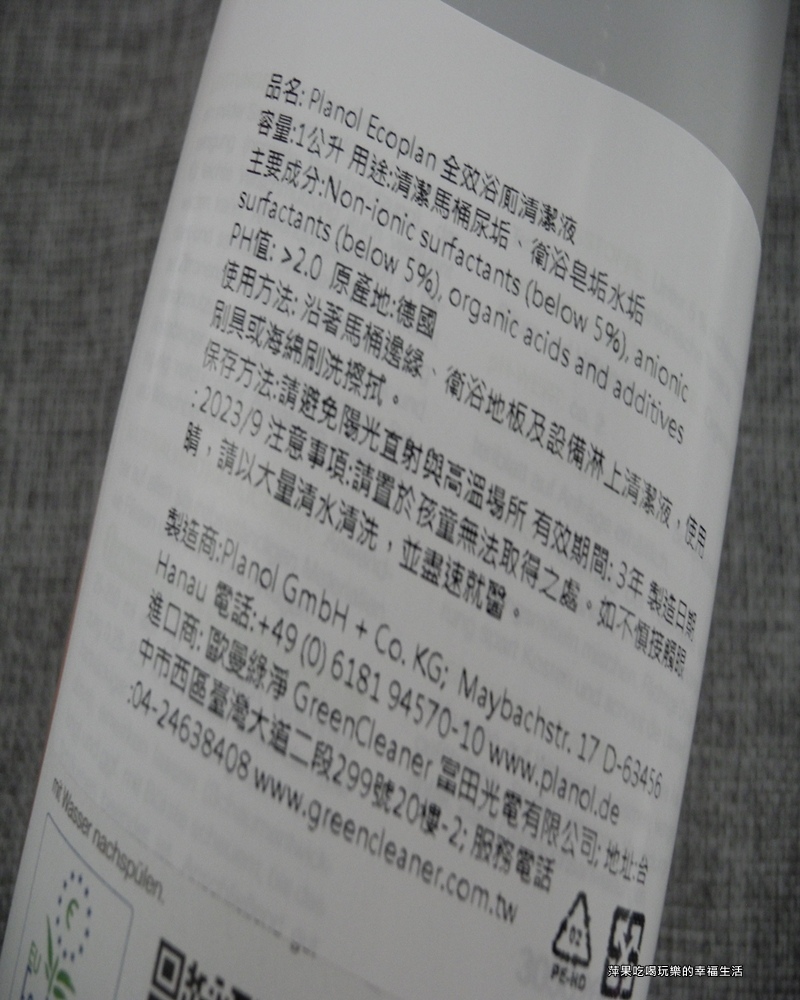 品名: Planol Ecoplan 全效浴廁清潔液
容量:1公升 用途:清潔馬桶尿垢、衛浴皂垢水垢
主要成分:Non-ionic surfactants (below 5%), anionic
surfactants (below 5%), organic acids and additives
PH值: >2.0 原產地:德國
使用方法: 沿著馬桶邊緣、衛浴地板及設備淋上清潔液，使用
刷具或海綿刷洗擦拭。
保存方法:請避免陽光直射與高溫場所 有效期間: 3年 製造日期
: 2023/9 注意事項:請置於孩童無法取得之處。如不慎接觸眼
睛，請以大量清水清洗，並盡速就醫。
製造商:Planol GmbH + Co. KG; Maybachstr. 17 D-63456
Hanau 電話:+49 (0) 6181 94570-10 www.planol.de
進口商: 歐曼綠淨 GreenCleaner 富田光電有限公司; 地址:台
中市西區臺灣大道二段299號20樓-2; 服務電話
:04-24638408 www.greencleaner.com.tw
mit Wasser nachspülen.
EU
02
PE-HD
萍果吃喝玩樂的幸福生活